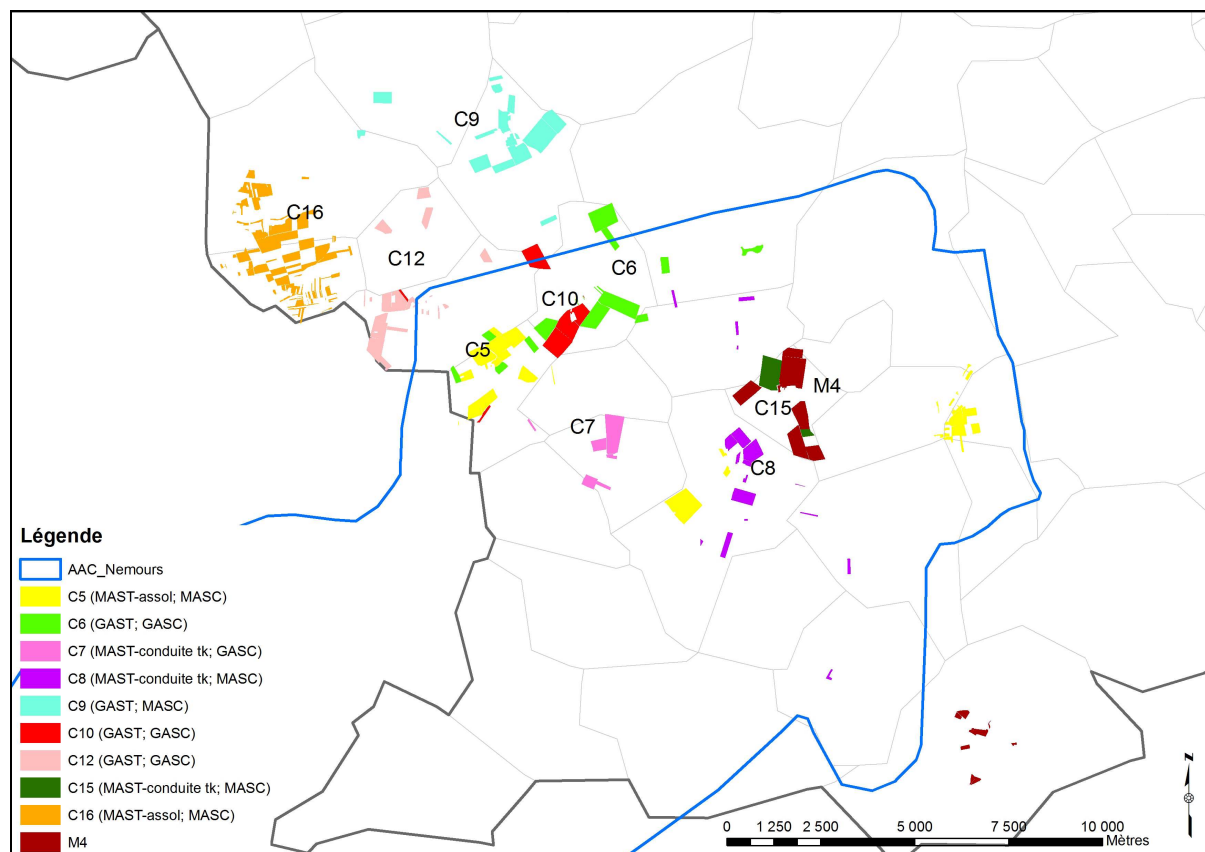 C9
C16
C12
C6
C10
C5
M4
C15
C7
C8
Légende
AAC_Nemours
C5 (MAST-assol; MASC)
C6 (GAST; GASC)
C7 (MAST-conduite tk; GASC)
C8 (MAST-conduite tk; MASC)
C9 (GAST; MASC)
C10 (GAST; GASC)
C12 (GAST; GASC)
C15 (MAST-conduite tk; MASC)
C16 (MAST-assol; MASC)
M4
N
0 1 250 2 500 5 000 7 500 10 000
Mètres